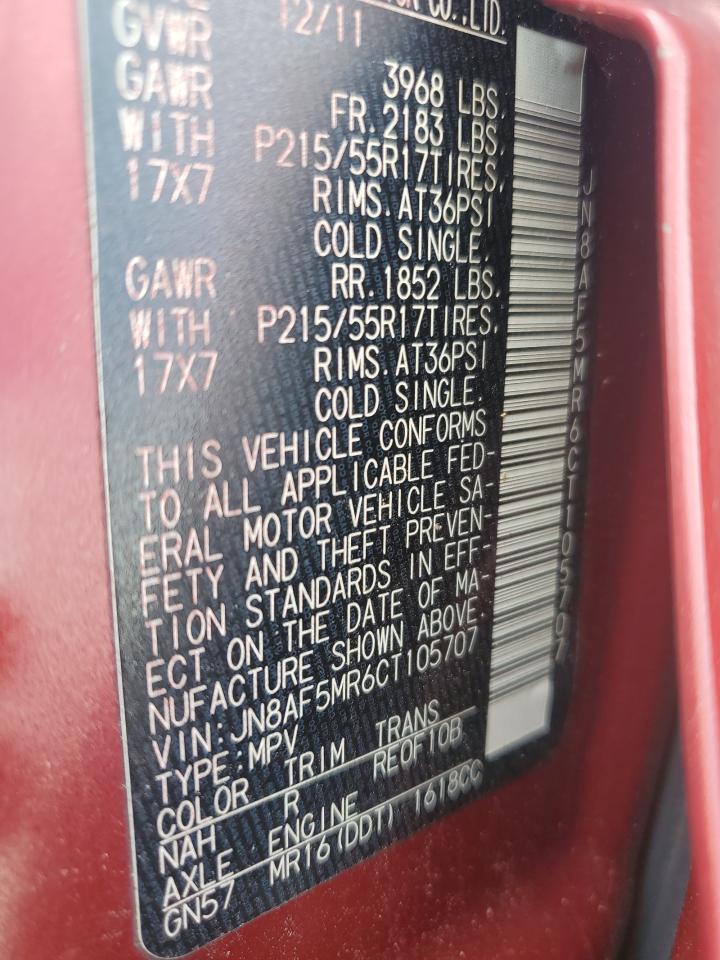 CO.,LTD.
12/11
GVWR 3968 LBS.
GAWR FR.2183 LBS.
WITH P215/55R17TIRES.
17X7 RIMS.AT36PSI
COLD SINGLE.
GAWR RR.1852 LBS.
WITH P215/55R17TIRES.
17X7 RIMS.AT36PSI
COLD SINGLE.
THIS VEHICLE CONFORMS
TO ALL APPLICABLE FED-
ERAL MOTOR VEHICLE SA-
FETY AND THEFT PREVEN-
TION STANDARDS IN EFF-
ECT ON THE DATE OF MA-
NUFACTURE SHOWN ABOVE.
VIN:JN8AF5MR6CT105707
TYPE:MPV
COLOR TRIM TRANS
NAH R RE0F10B
AXLE ENGINE
GN57 MR16(DDT) 1618CC
JN8AF5MR6CT105707